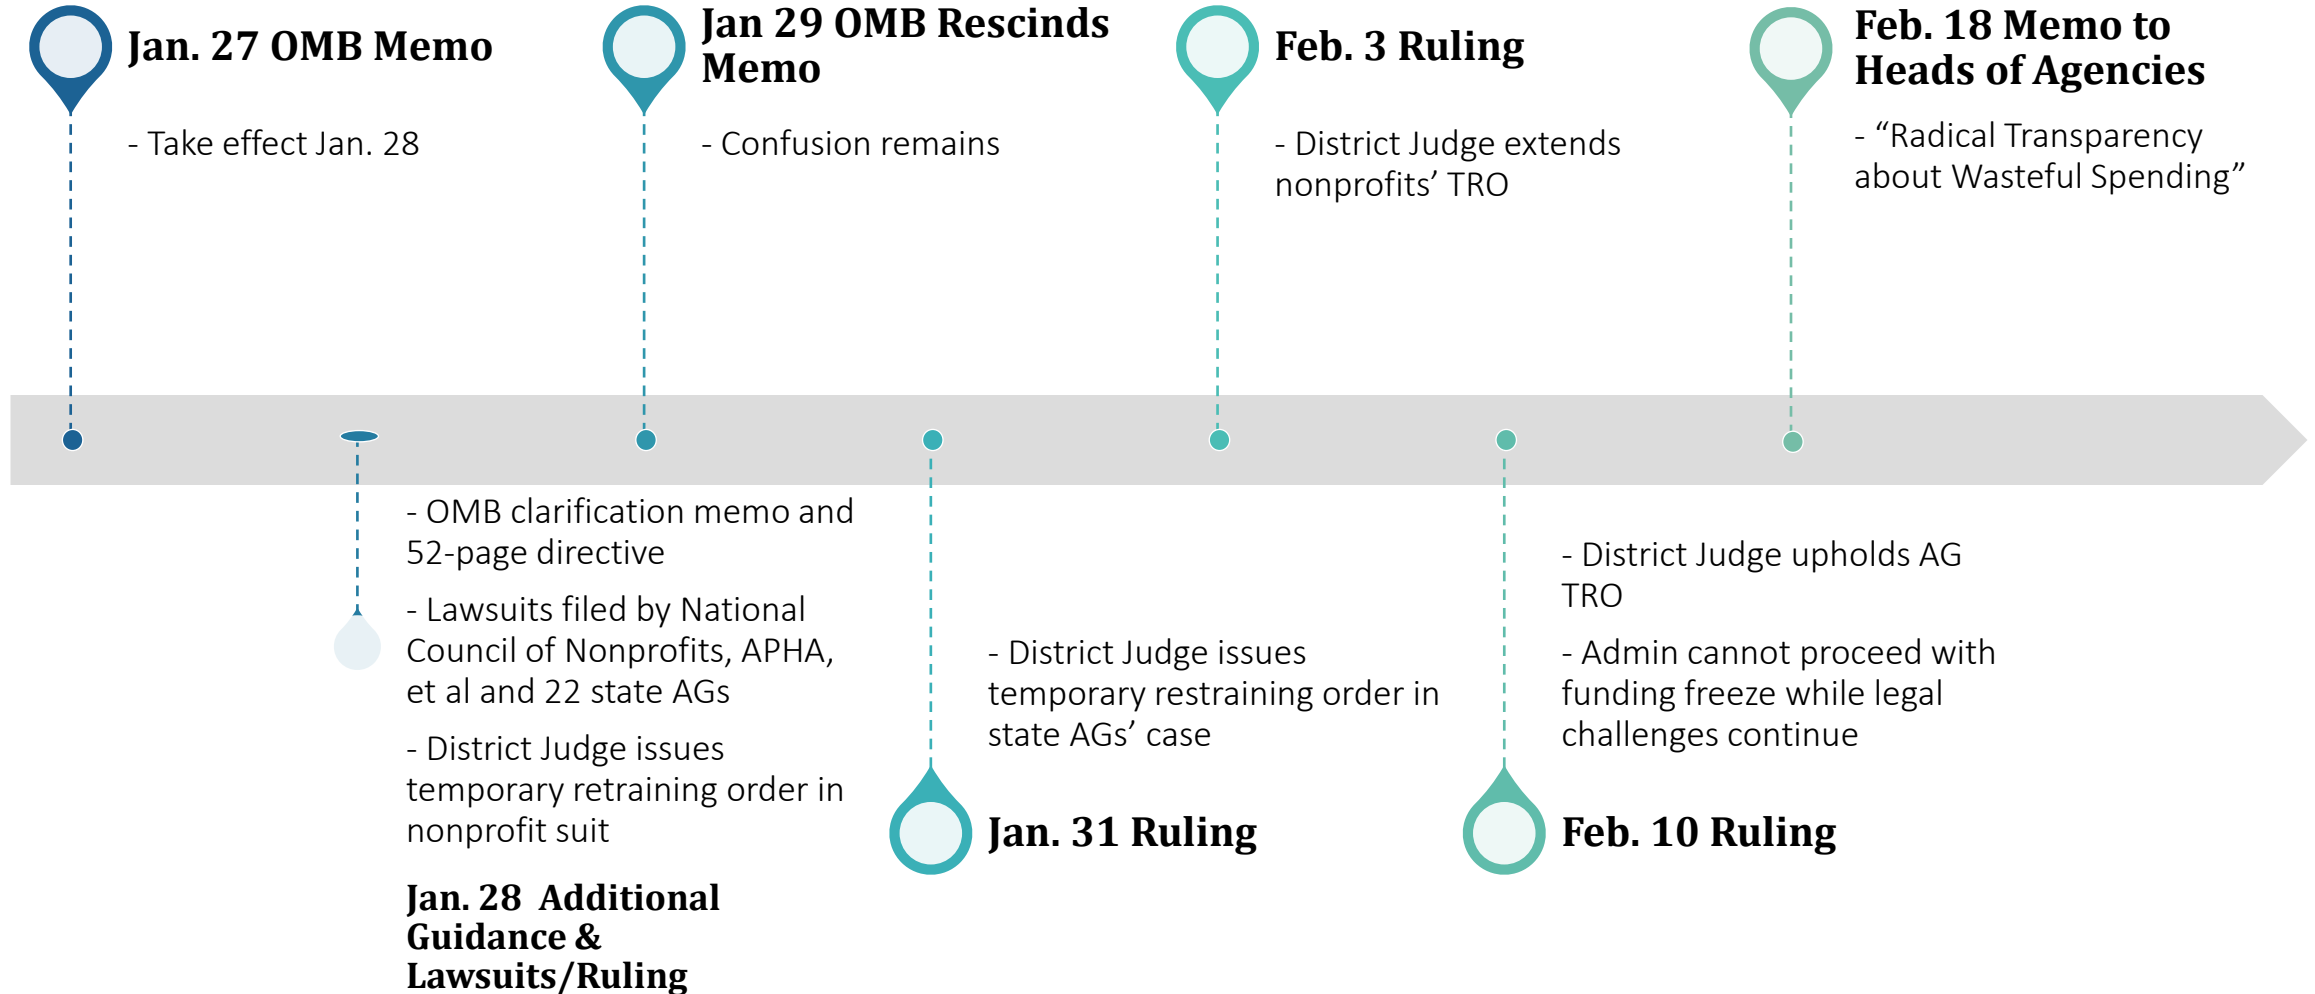 Jan. 27 OMB Memo
- Take effect Jan. 28
Jan 29 OMB Rescinds
Memo
- Confusion remains
Feb. 3 Ruling
- District Judge extends
nonprofits’ TRO
Feb. 18 Memo to
Heads of Agencies
- “Radical Transparency
about Wasteful Spending”
- OMB clarification memo and
52-page directive
- Lawsuits filed by National
Council of Nonprofits, APHA,
et al and 22 state AGs
- District Judge issues
temporary retraining order in
nonprofit suit
Jan. 28  Additional
Guidance &
Lawsuits/Ruling
- District Judge issues
temporary restraining order in
state AGs’ case
Jan. 31 Ruling
- District Judge upholds AG
TRO
- Admin cannot proceed with
funding freeze while legal
challenges continue
Feb. 10 Ruling